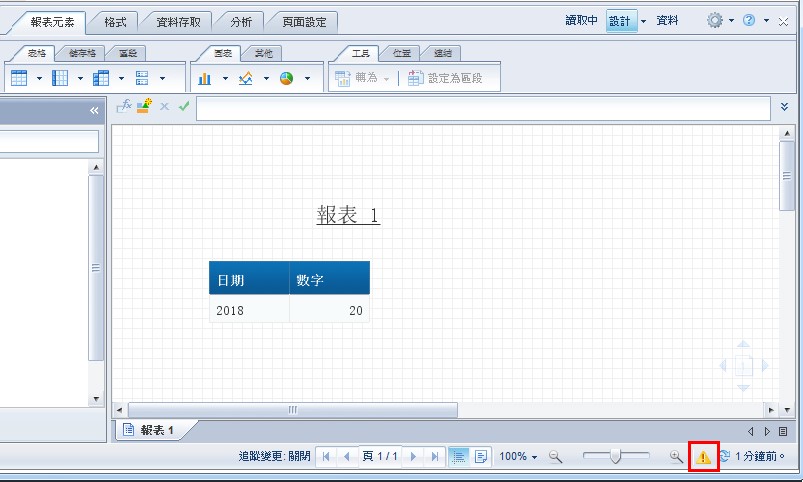 報表元素 格式 資料存取 分析 頁面設定 讀取中 設計 資料
表格 儲存格 區段 圖表 其他 工具 位置 連結
轉為 設定為區段
fx
報表 1
日期 數字
2018 20
報表 1
追蹤變更: 關閉 頁 1 / 1 100% 1 分鐘前。